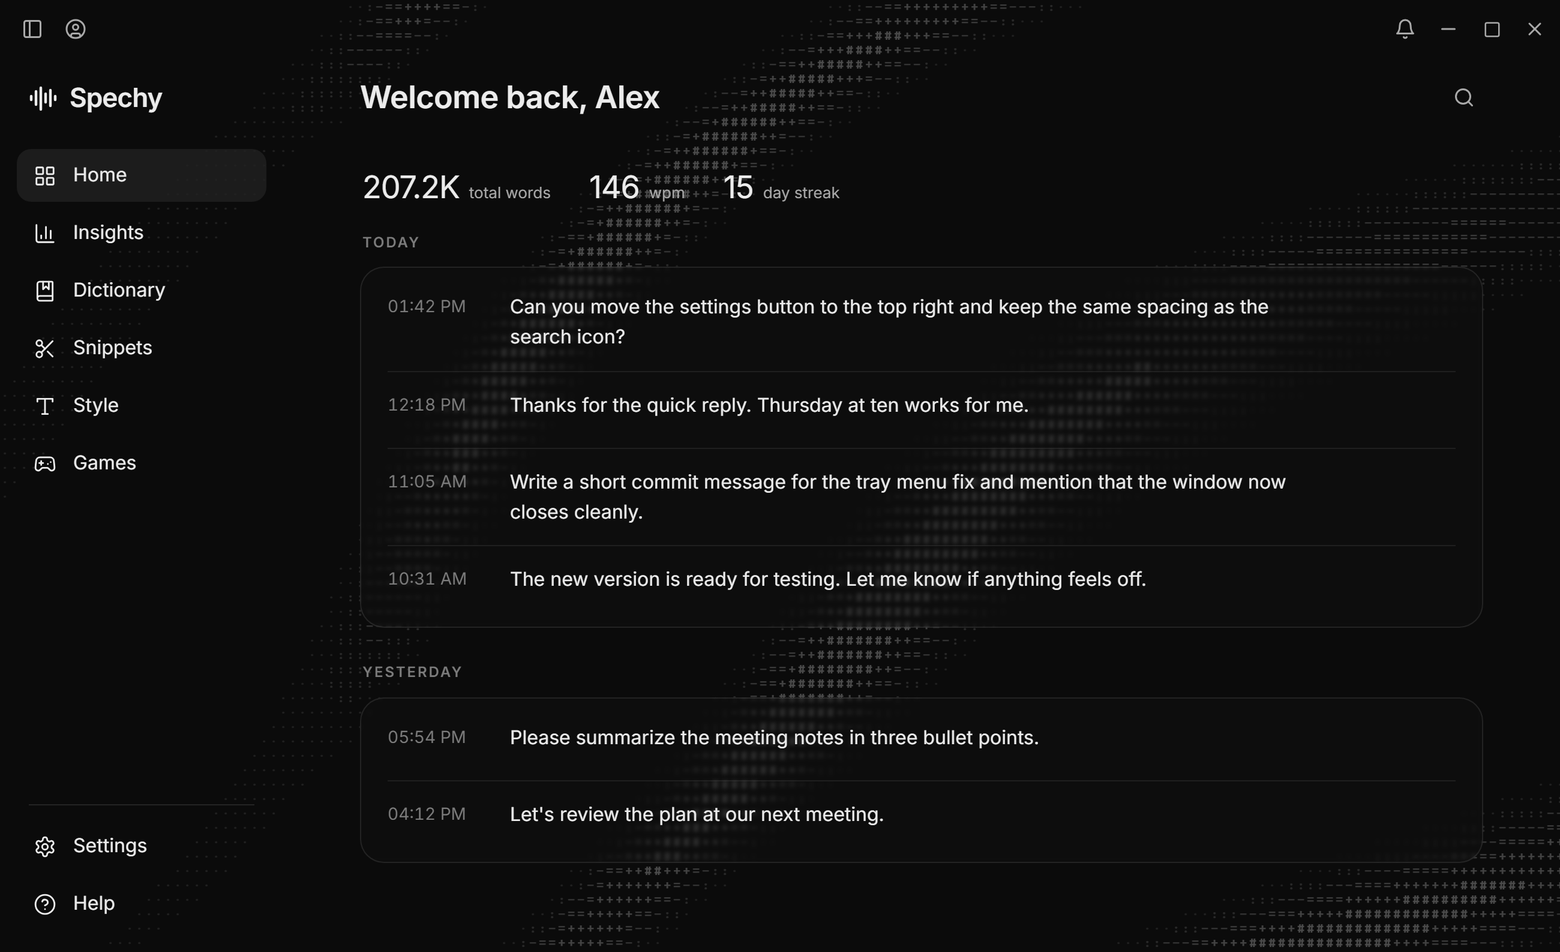 Spechy
Welcome back, Alex
Home
Insights
Dictionary
Snippets
Style
Games
Settings
Help
207.2K total words 146 wpm 15 day streak
TODAY
01:42 PM Can you move the settings button to the top right and keep the same spacing as the
search icon?
12:18 PM Thanks for the quick reply. Thursday at ten works for me.
11:05 AM Write a short commit message for the tray menu fix and mention that the window now
closes cleanly.
10:31 AM The new version is ready for testing. Let me know if anything feels off.
YESTERDAY
05:54 PM Please summarize the meeting notes in three bullet points.
04:12 PM Let's review the plan at our next meeting.